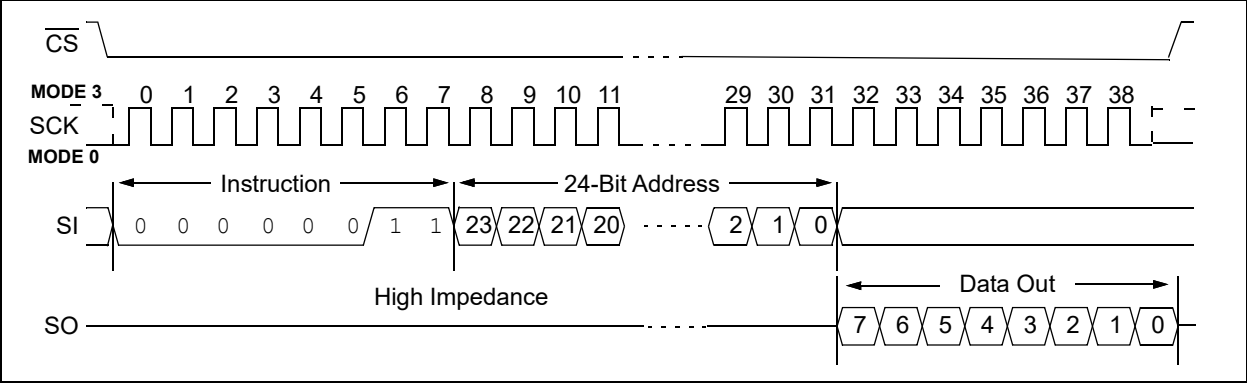 CS
MODE 3
0 1 2 3 4 5 6 7 8 9 10 11 29 30 31 32 33 34 35 36 37 38
SCK
MODE 0
Instruction 24-Bit Address
SI 0 0 0 0 0 0 1 1 23 22 21 20 2 1 0
Data Out
High Impedance
SO 7 6 5 4 3 2 1 0